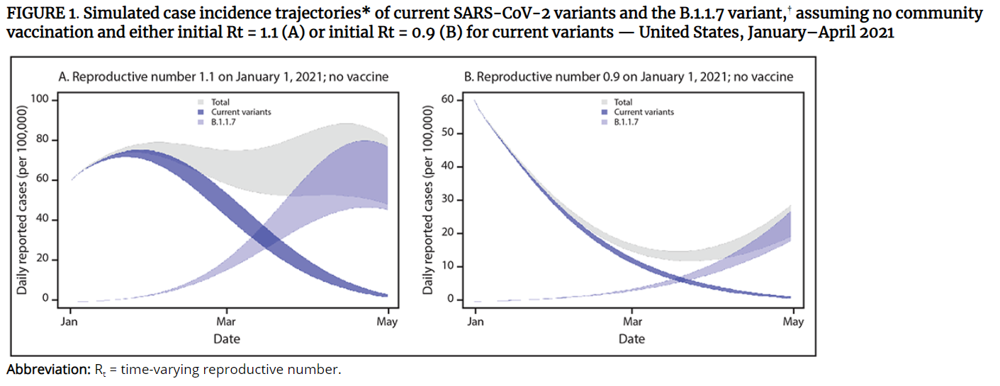 FIGURE 1. Simulated case incidence trajectories* of current SARS-CoV-2 variants and the B.1.1.7 variant,† assuming no community
vaccination and either initial Rt = 1.1 (A) or initial Rt = 0.9 (B) for current variants — United States, January–April 2021
A. Reproductive number 1.1 on January 1, 2021; no vaccine
Daily reported cases (per 100,000)
100
80
60
40
20
0
Total
Current variants
B.1.1.7
Jan
Mar
May
Date
B. Reproductive number 0.9 on January 1, 2021; no vaccine
Daily reported cases (per 100,000)
60
50
40
30
20
10
0
Total
Current variants
B.1.1.7
Jan
Mar
May
Date
Abbreviation: Rt = time-varying reproductive number.